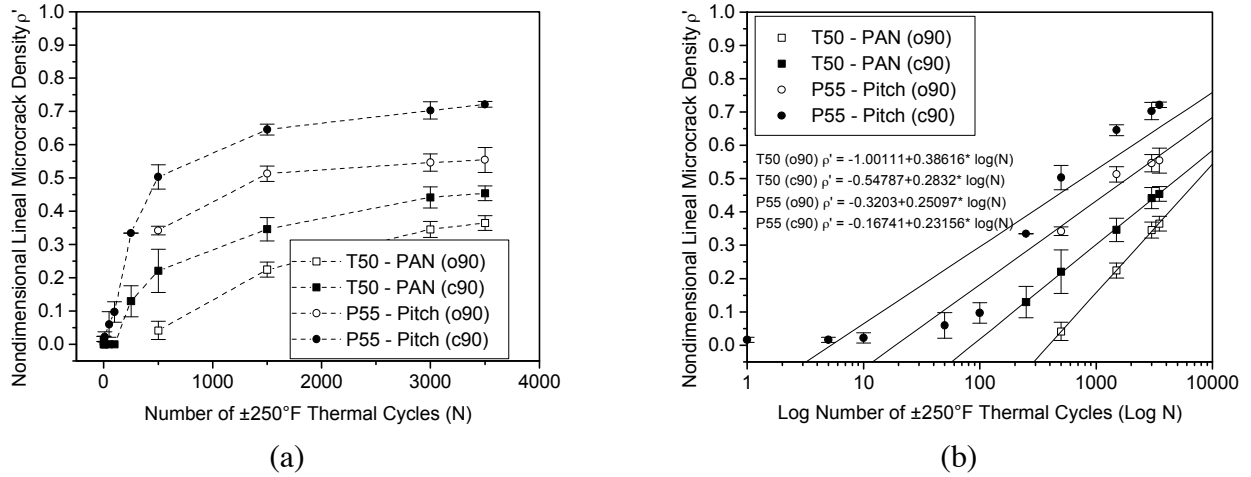 Nondimensional Lineal Microcrack Density ρ'
1.0
0.9
0.8
0.7
0.6
0.5
0.4
0.3
0.2
0.1
0.0
T50 - PAN (o90)
T50 - PAN (c90)
P55 - Pitch (o90)
P55 - Pitch (c90)
0 1000 2000 3000 4000
Number of ±250°F Thermal Cycles (N)
(a)
Nondimensional Lineal Microcrack Density ρ'
1.0
0.9
0.8
0.7
0.6
0.5
0.4
0.3
0.2
0.1
0.0
T50 - PAN (o90)
T50 - PAN (c90)
P55 - Pitch (o90)
P55 - Pitch (c90)
T50 (o90) ρ' = -1.00111+0.38616* log(N)
T50 (c90) ρ' = -0.54787+0.2832* log(N)
P55 (o90) ρ' = -0.3203+0.25097* log(N)
P55 (c90) ρ' = -0.16741+0.23156* log(N)
1 10 100 1000 10000
Log Number of ±250°F Thermal Cycles (Log N)
(b)